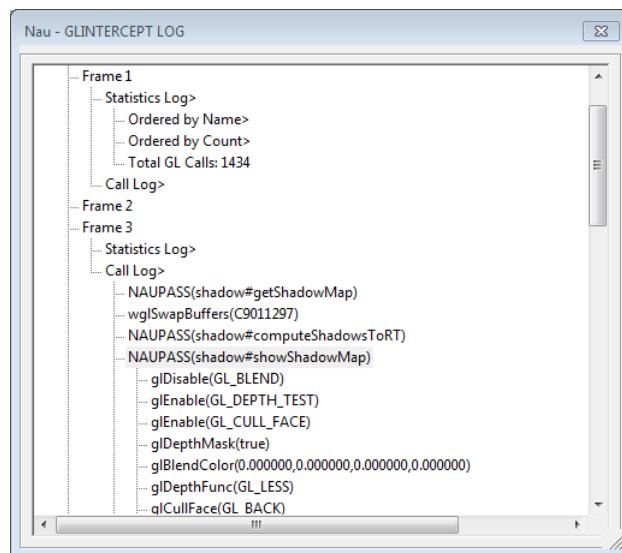 Nau - GLINTERCEPT LOG
Frame 1
Statistics Log>
Ordered by Name>
Ordered by Count>
Total GL Calls: 1434
Call Log>
Frame 2
Frame 3
Statistics Log>
Call Log>
NAUPASS(shadow#getShadowMap)
wglSwapBuffers(C9011297)
NAUPASS(shadow#computeShadowsToRT)
NAUPASS(shadow#showShadowMap)
glDisable(GL_BLEND)
glEnable(GL_DEPTH_TEST)
glEnable(GL_CULL_FACE)
glDepthMask(true)
glBlendColor(0.000000,0.000000,0.000000,0.000000)
glDepthFunc(GL_LESS)
glCullFace(GL_BACK)